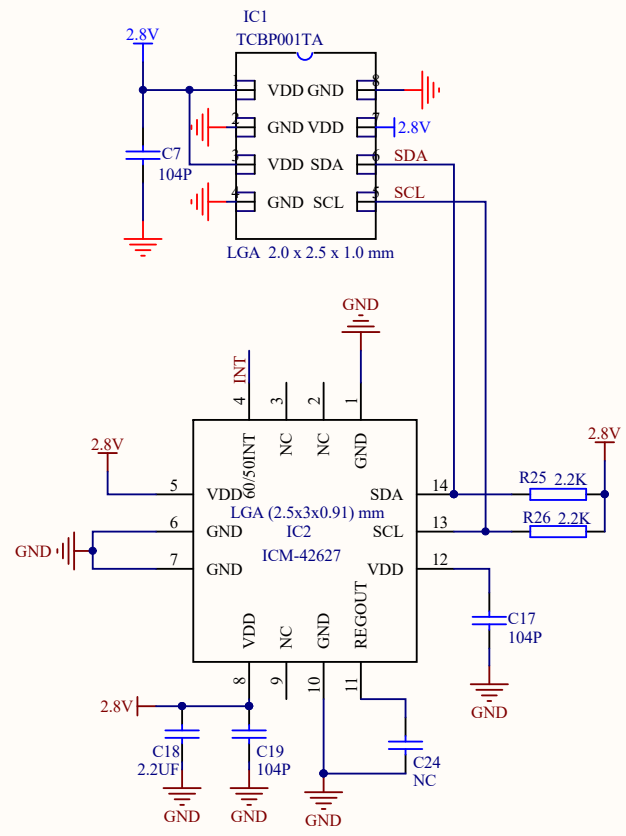 IC1
TCBP001TA
2.8V
1 VDD GND 8
2 GND VDD 7 2.8V
3 VDD SDA 6 SDA
4 GND SCL 5 SCL
C7
104P
LGA 2.0 x 2.5 x 1.0 mm
GND
INT
4 3 2 1
60/50INT NC NC GND
2.8V
2.8V
5 VDD
SDA 14
R25 2.2K
LGA (2.5x3x0.91) mm
6 GND
IC2
SCL 13
R26 2.2K
GND
ICM-42627
7 GND
VDD 12
C17
104P
GND
VDD NC GND REGOUT
8 9 10 11
2.8V
C18
2.2UF
C19
104P
C24
NC
GND
GND
GND